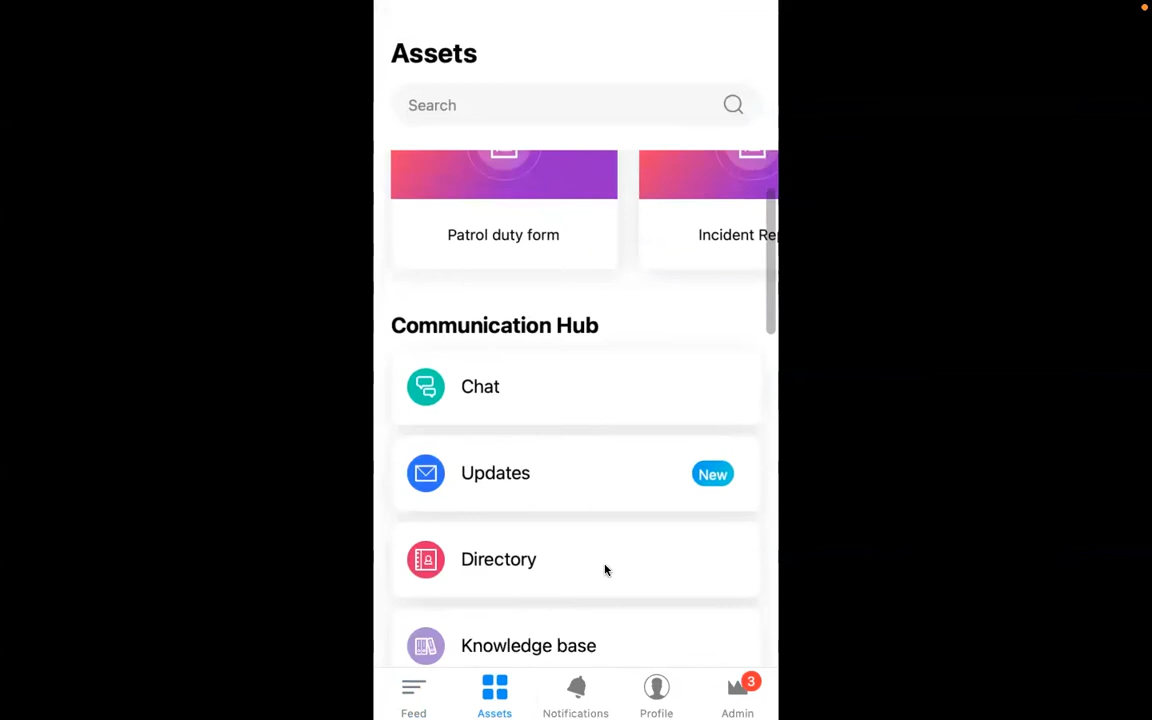 Assets
Search
Patrol duty form
Incident Re
Communication Hub
Chat
Updates
New
Directory
Knowledge base
3
Feed
Assets
Notifications
Profile
Admin